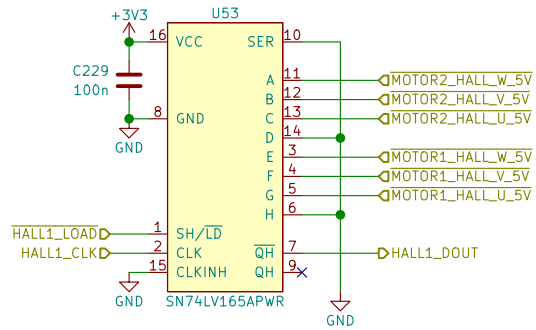 U53
+3V3
16 VCC SER 10
C229
100n
A 11 MOTOR2_HALL_W_5V
B 12 MOTOR2_HALL_V_5V
8 GND C 13 MOTOR2_HALL_U_5V
D 14
GND
E 3 MOTOR1_HALL_W_5V
F 4 MOTOR1_HALL_V_5V
G 5 MOTOR1_HALL_U_5V
H 6
HALL1_LOAD 1 SH/LD
HALL1_CLK 2 CLK QH 7 HALL1_DOUT
15 CLKINH QH 9
GND
SN74LV165APWR
GND